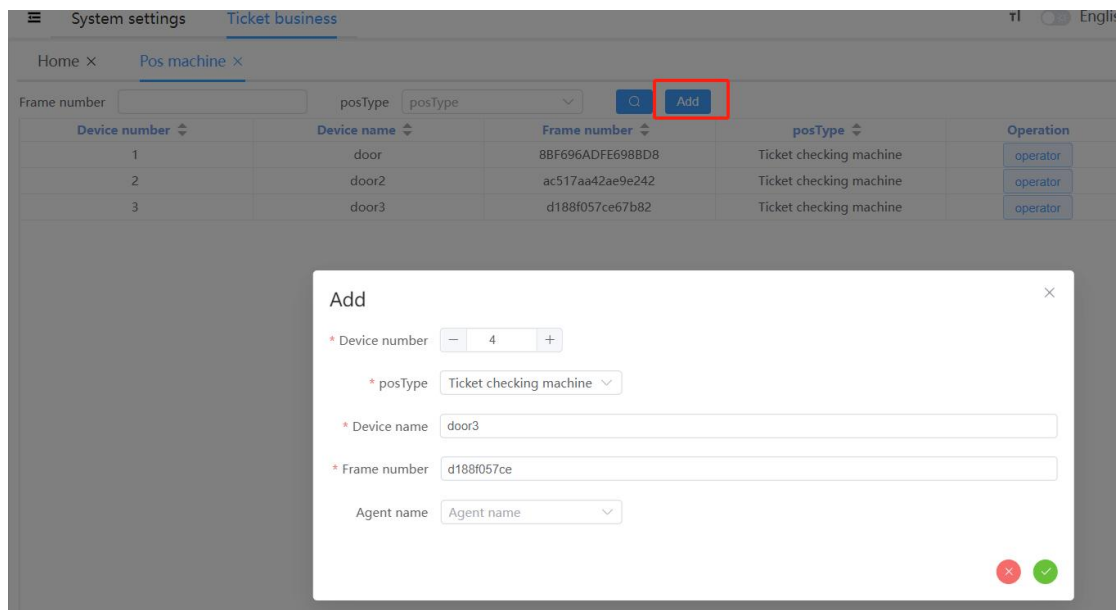 System settings Ticket business Englis
Home × Pos machine ×
Frame number posType posType Add
Device number Device name Frame number posType Operation
1 door 8BF696ADFE698BD8 Ticket checking machine operator
2 door2 ac517aa42ae9e242 Ticket checking machine operator
3 door3 d188f057ce67b82 Ticket checking machine operator
Add
* Device number − 4 +
* posType Ticket checking machine
* Device name door3
* Frame number d188f057ce
Agent name Agent name